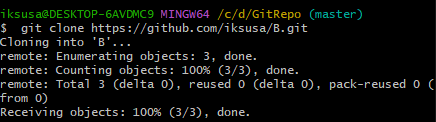 iksusa@DESKTOP-6AVDMC9 MINGW64 /c/d/GitRepo (master)
$  git clone https://github.com/iksusa/B.git
Cloning into 'B'...
remote: Enumerating objects: 3, done.
remote: Counting objects: 100% (3/3), done.
remote: Total 3 (delta 0), reused 0 (delta 0), pack-reused 0 (
from 0)
Receiving objects: 100% (3/3), done.